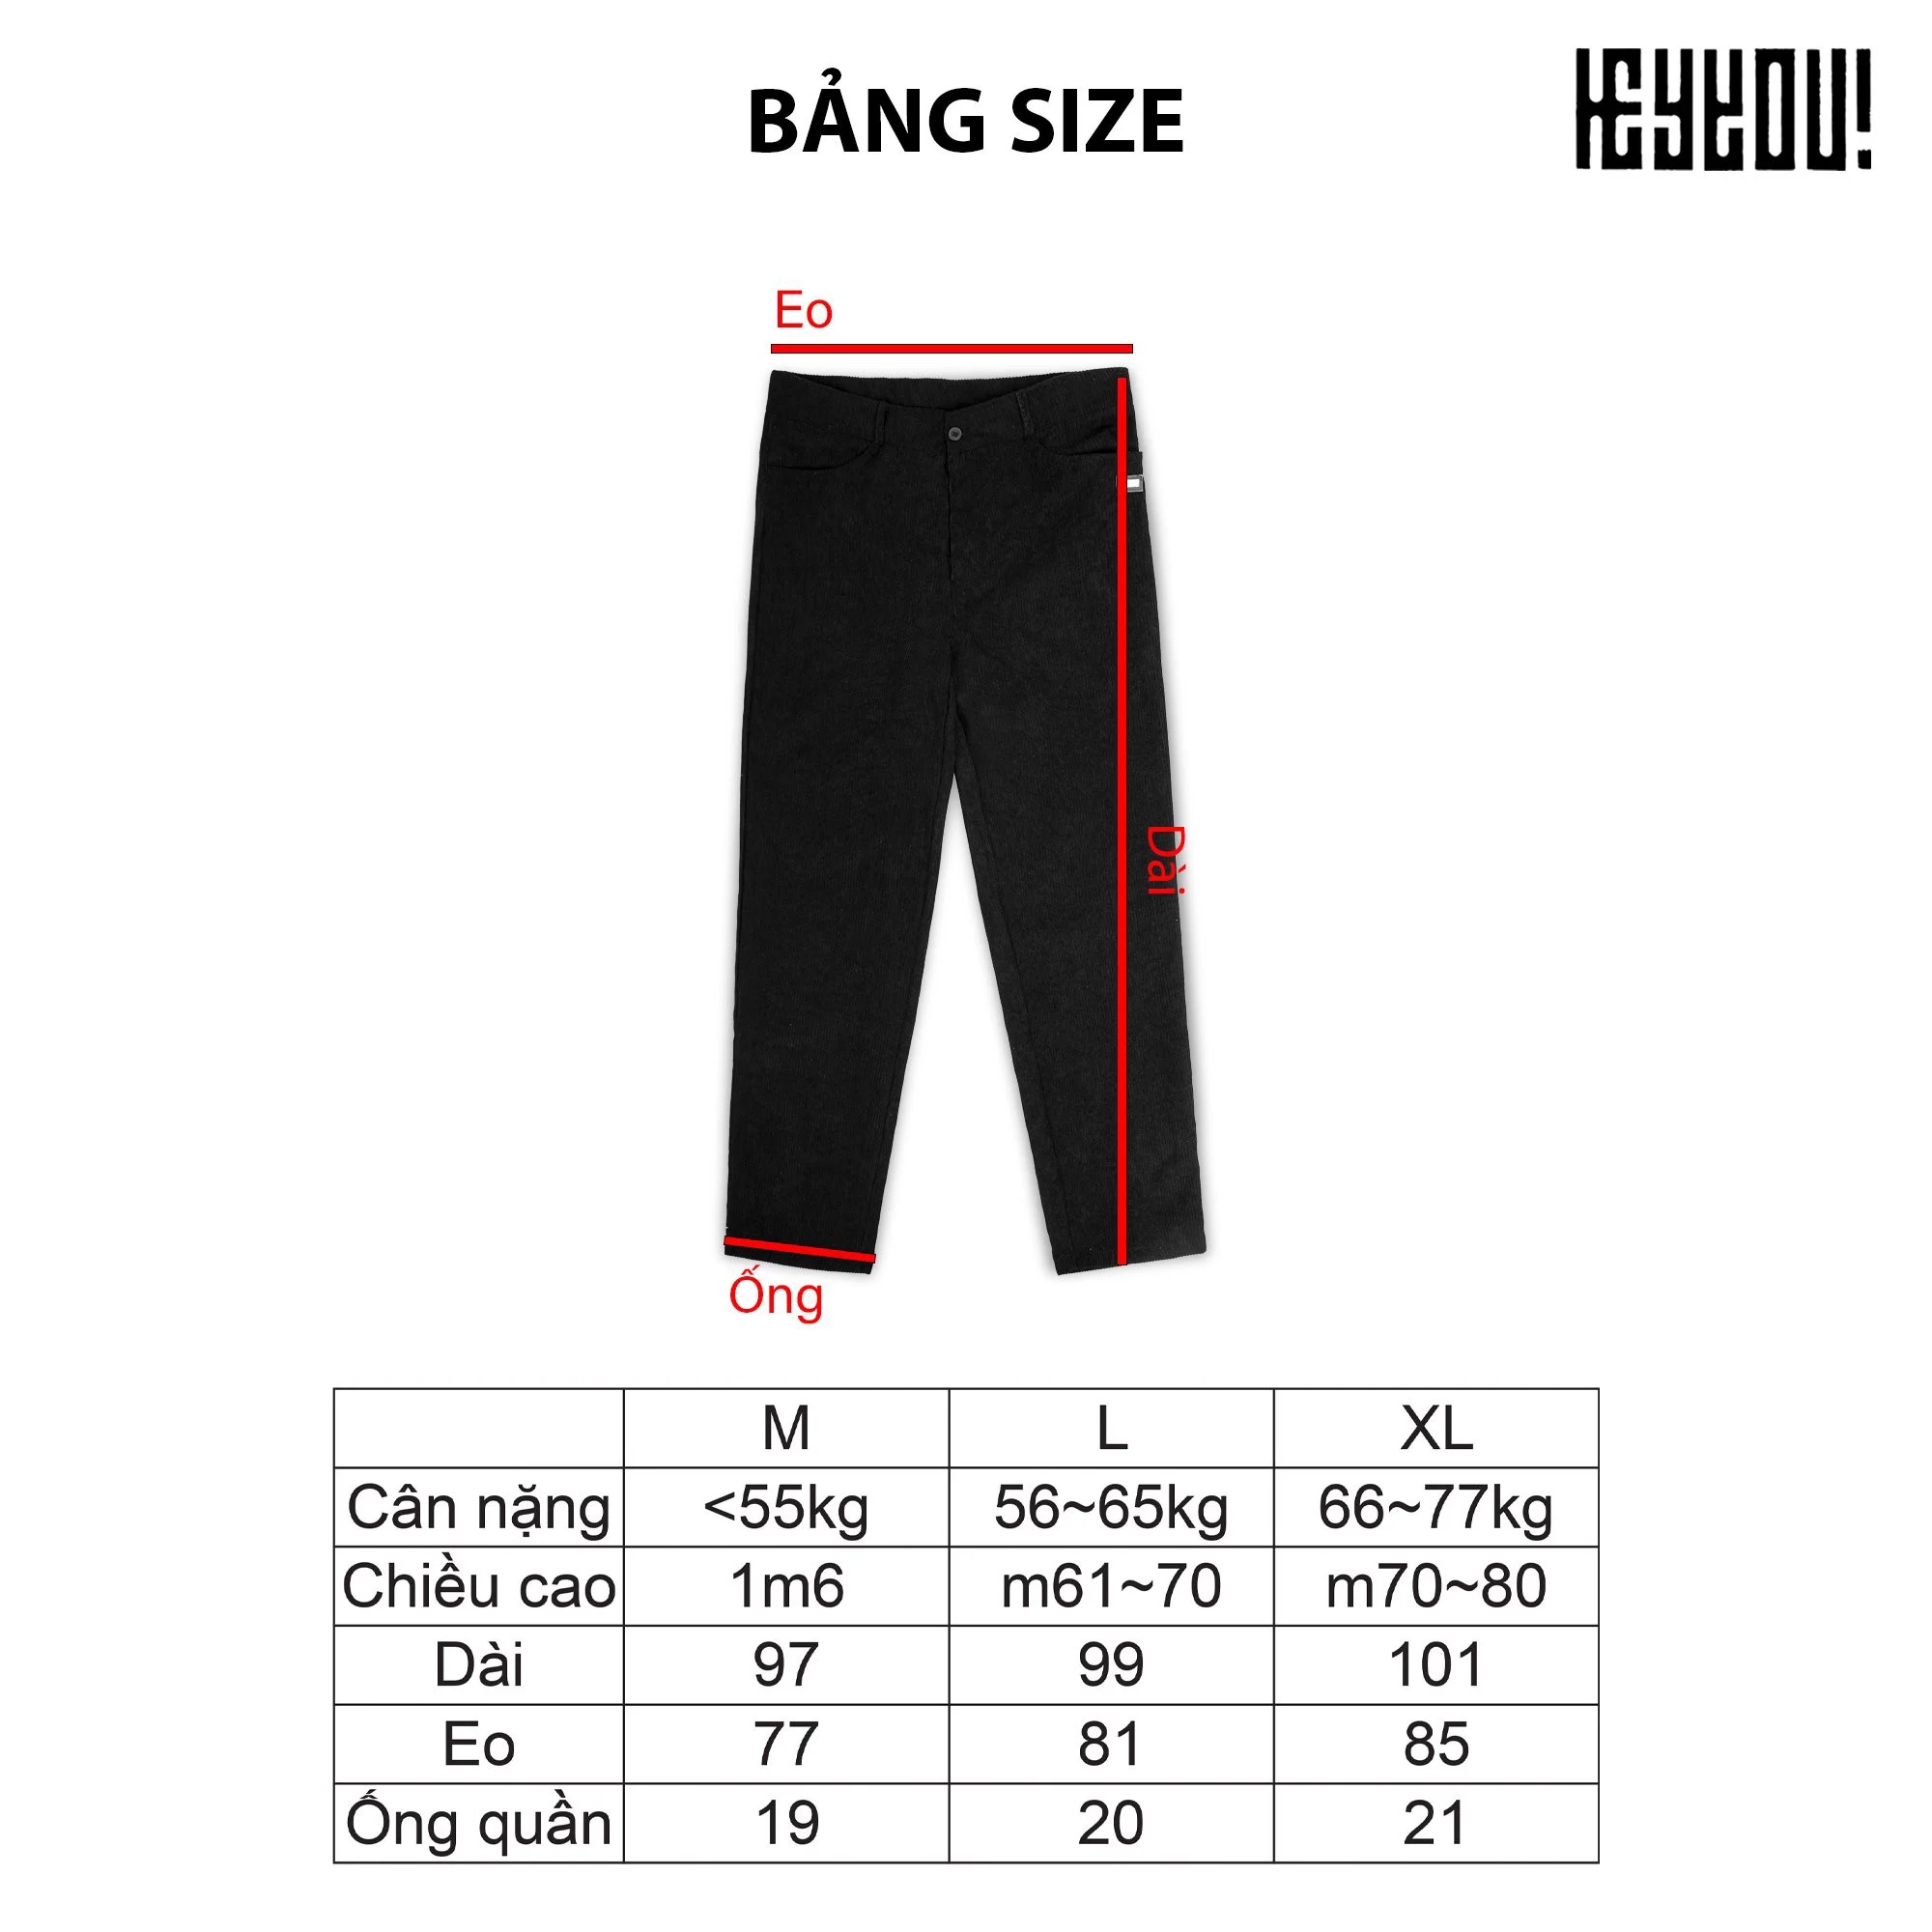 BẢNG SIZE
HEYYOU!
Eo
Dài
Ống
M L XL
Cân nặng <55kg 56~65kg 66~77kg
Chiều cao 1m6 m61~70 m70~80
Dài 97 99 101
Eo 77 81 85
Ống quần 19 20 21